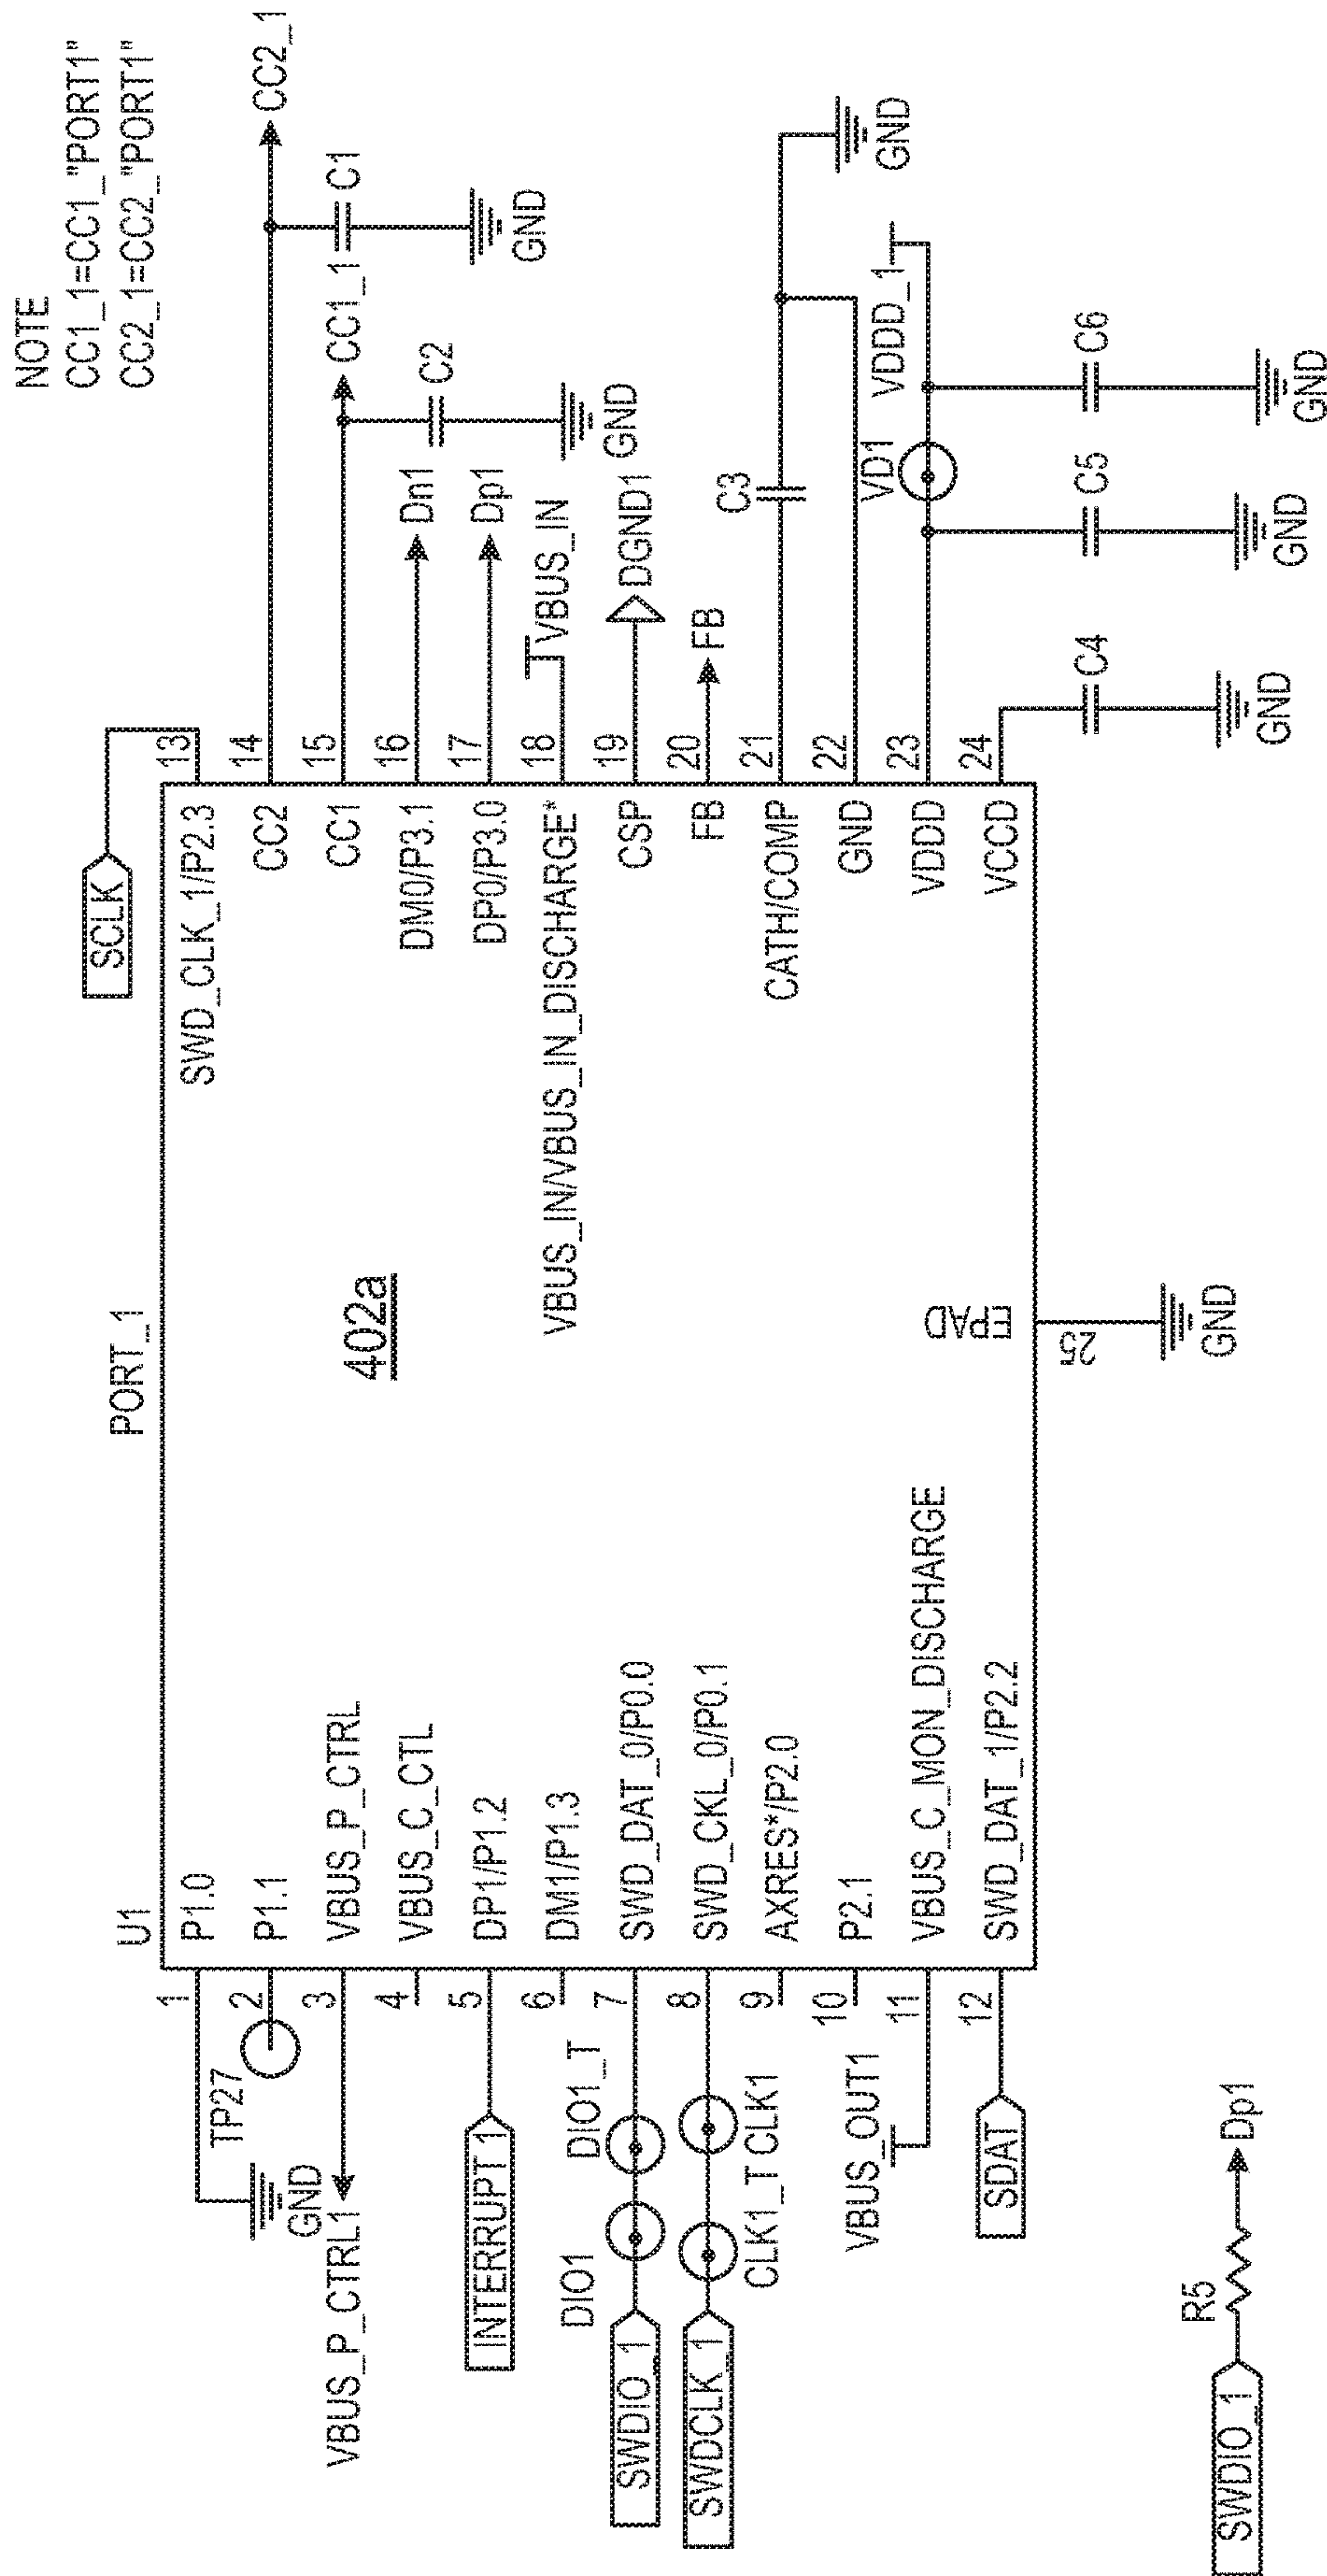 NOTE
CC1_1=CC1_"PORT1"
CC2_1=CC2_"PORT1"
PORT_1
U1
402a
1 P1.0
2 P1.1
3 VBUS_P_CTRL
4 VBUS_C_CTL
5 DP1/P1.2
6 DM1/P1.3
7 SWD_DAT_0/P0.0
8 SWD_CKL_0/P0.1
9 AXRES*/P2.0
10 P2.1
11 VBUS_C_MON_DISCHARGE
12 SWD_DAT_1/P2.2
TP27
GND
VBUS_P_CTRL1
INTERRUPT 1
DIO1
DIO1_T
SWDIO_1
SWDCLK_1
CLK1_T CLK1
VBUS_OUT1
SDAT
SCLK
SWD_CLK_1/P2.3 13
CC2 14
CC1 15
DM0/P3.1 16
DP0/P3.0 17
VBUS_IN/VBUS_IN_DISCHARGE* 18
CSP 19
FB 20
CATH/COMP 21
GND 22
VDDD 23
VCCD 24
EPAD
25
GND
CC2_1
C1
GND
CC1_1
C2
GND
Dn1
Dp1
VBUS_IN
DGND1
FB
C3
GND
VDDD_1
VD1
C4
GND
C5
GND
C6
GND
SWDIO_1
R5
Dp1